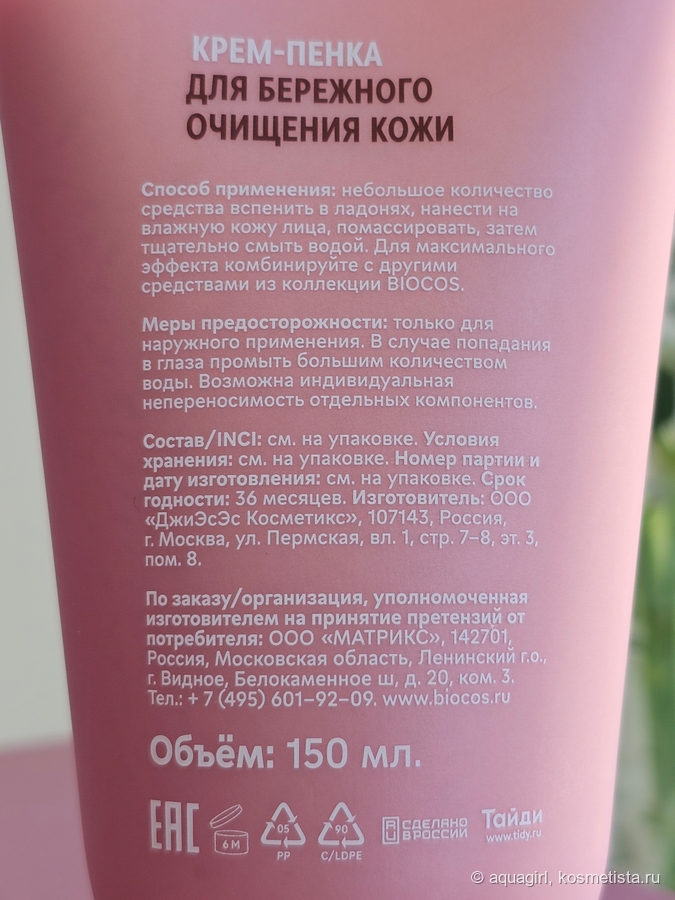 КРЕМ-ПЕНКА
ДЛЯ БЕРЕЖНОГО
ОЧИЩЕНИЯ КОЖИ
Способ применения: небольшое количество
средства вспенить в ладонях, нанести на
влажную кожу лица, помассировать, затем
тщательно смыть водой. Для максимального
эффекта комбинируйте с другими
средствами из коллекции BIOCOS.
Меры предосторожности: только для
наружного применения. В случае попадания
в глаза промыть большим количеством
воды. Возможна индивидуальная
непереносимость отдельных компонентов.
Состав/INCI: см. на упаковке. Условия
хранения: см. на упаковке. Номер партии и
дату изготовления: см. на упаковке. Срок
годности: 36 месяцев. Изготовитель: ООО
«ДжиЭсЭс Косметикс», 107143, Россия,
г. Москва, ул. Пермская, вл. 1, стр. 7–8, эт. 3,
пом. 8.
По заказу/организация, уполномоченная
изготовителем на принятие претензий от
потребителя: ООО «МАТРИКС», 142701,
Россия, Московская область, Ленинский г.о.,
г. Видное, Белокаменное ш, д. 20, ком. 3.
Тел.: + 7 (495) 601–92–09. www.biocos.ru
Объём: 150 мл.
EAC 6 M 05 PP 90 C/LDPE RU СДЕЛАНО В РОССИИ Тайди www.tidy.ru
© aquagirl, kosmetista.ru